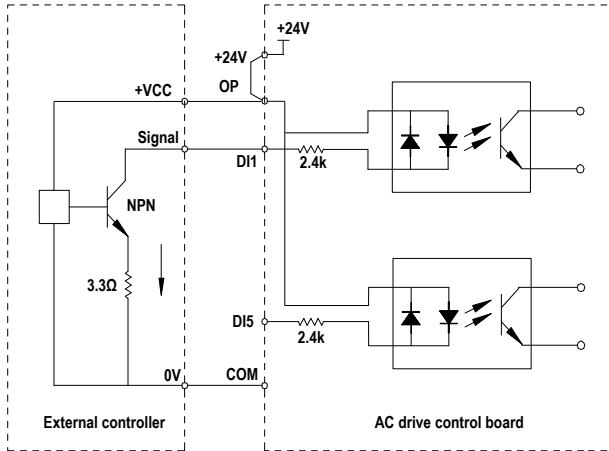 +24V
+24V
+VCC
OP
Signal
DI1
2.4k
NPN
3.3Ω
DI5
2.4k
0V
COM
External controller
AC drive control board